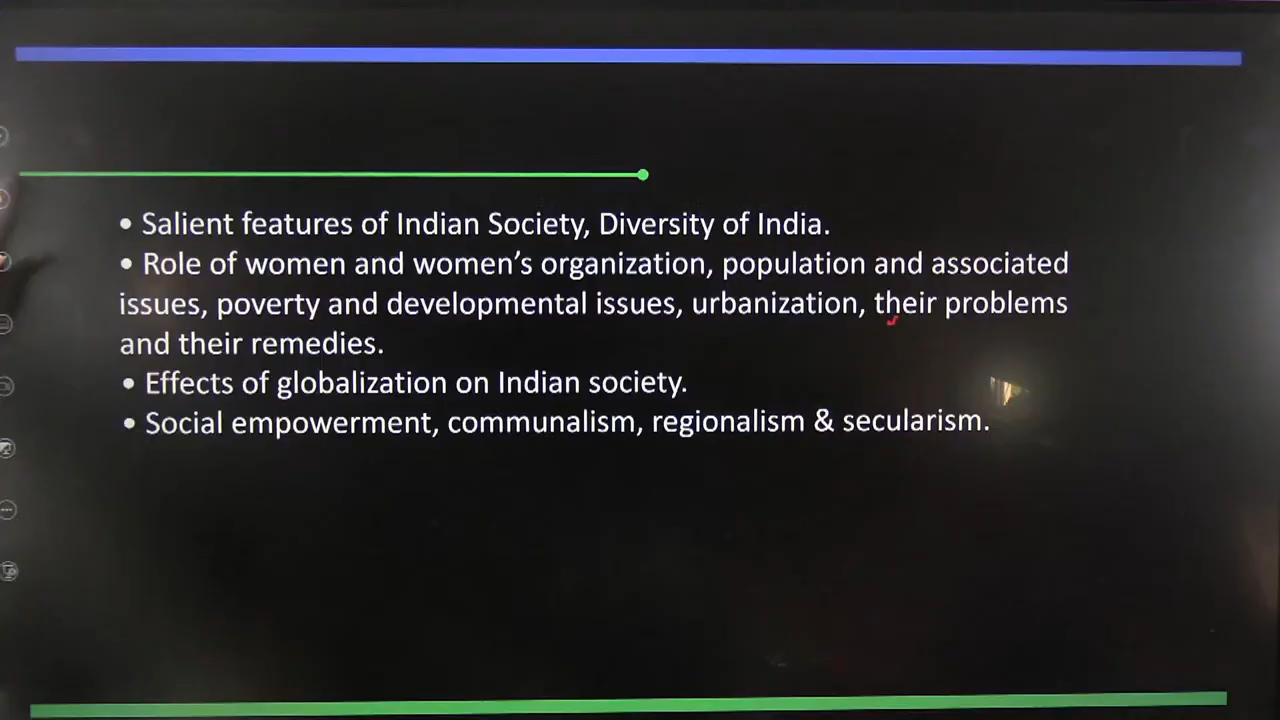 • Salient features of Indian Society, Diversity of India.
• Role of women and women’s organization, population and associated
issues, poverty and developmental issues, urbanization, their problems
and their remedies.
• Effects of globalization on Indian society.
• Social empowerment, communalism, regionalism & secularism.